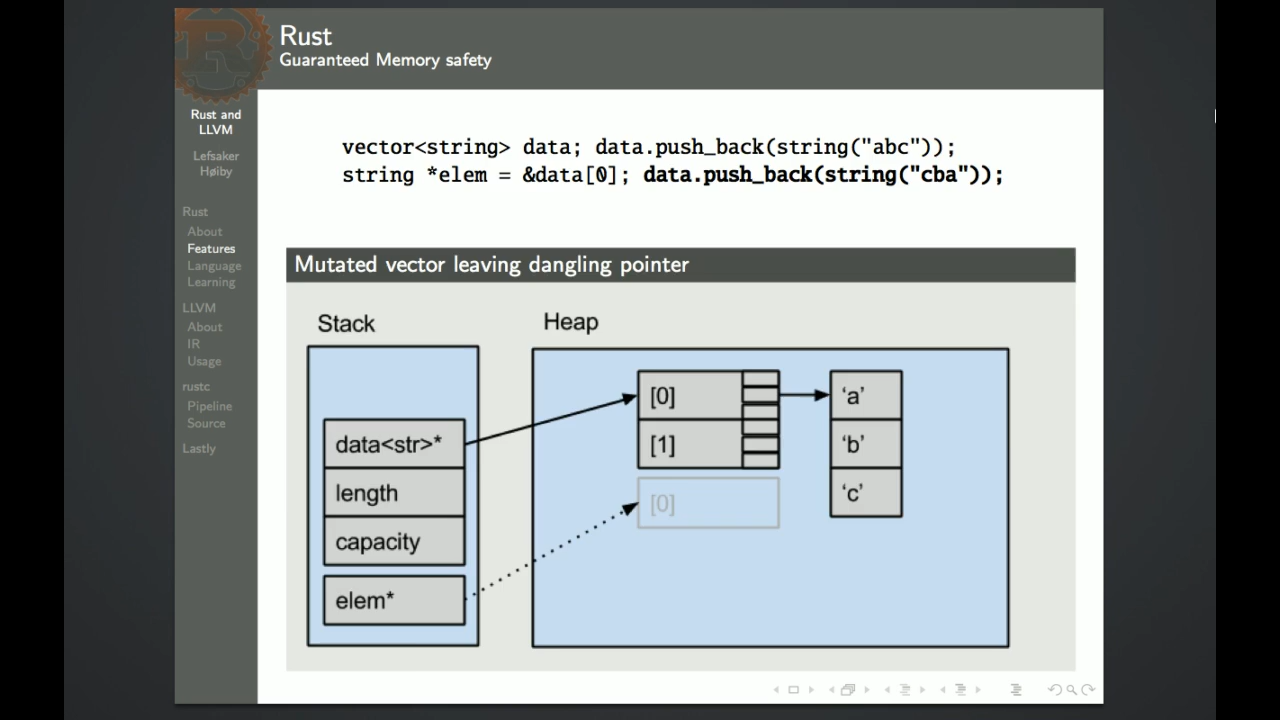 Rust
Guaranteed Memory safety
Rust and
LLVM
Lefsaker
Høiby
Rust
About
Features
Language
Learning
LLVM
About
IR
Usage
rustc
Pipeline
Source
Lastly
vector<string> data; data.push_back(string("abc"));
string *elem = &data[0]; data.push_back(string("cba"));
Mutated vector leaving dangling pointer
Stack
data<str>*
length
capacity
elem*
Heap
[0]
[1]
[0]
‘a’
‘b’
‘c’